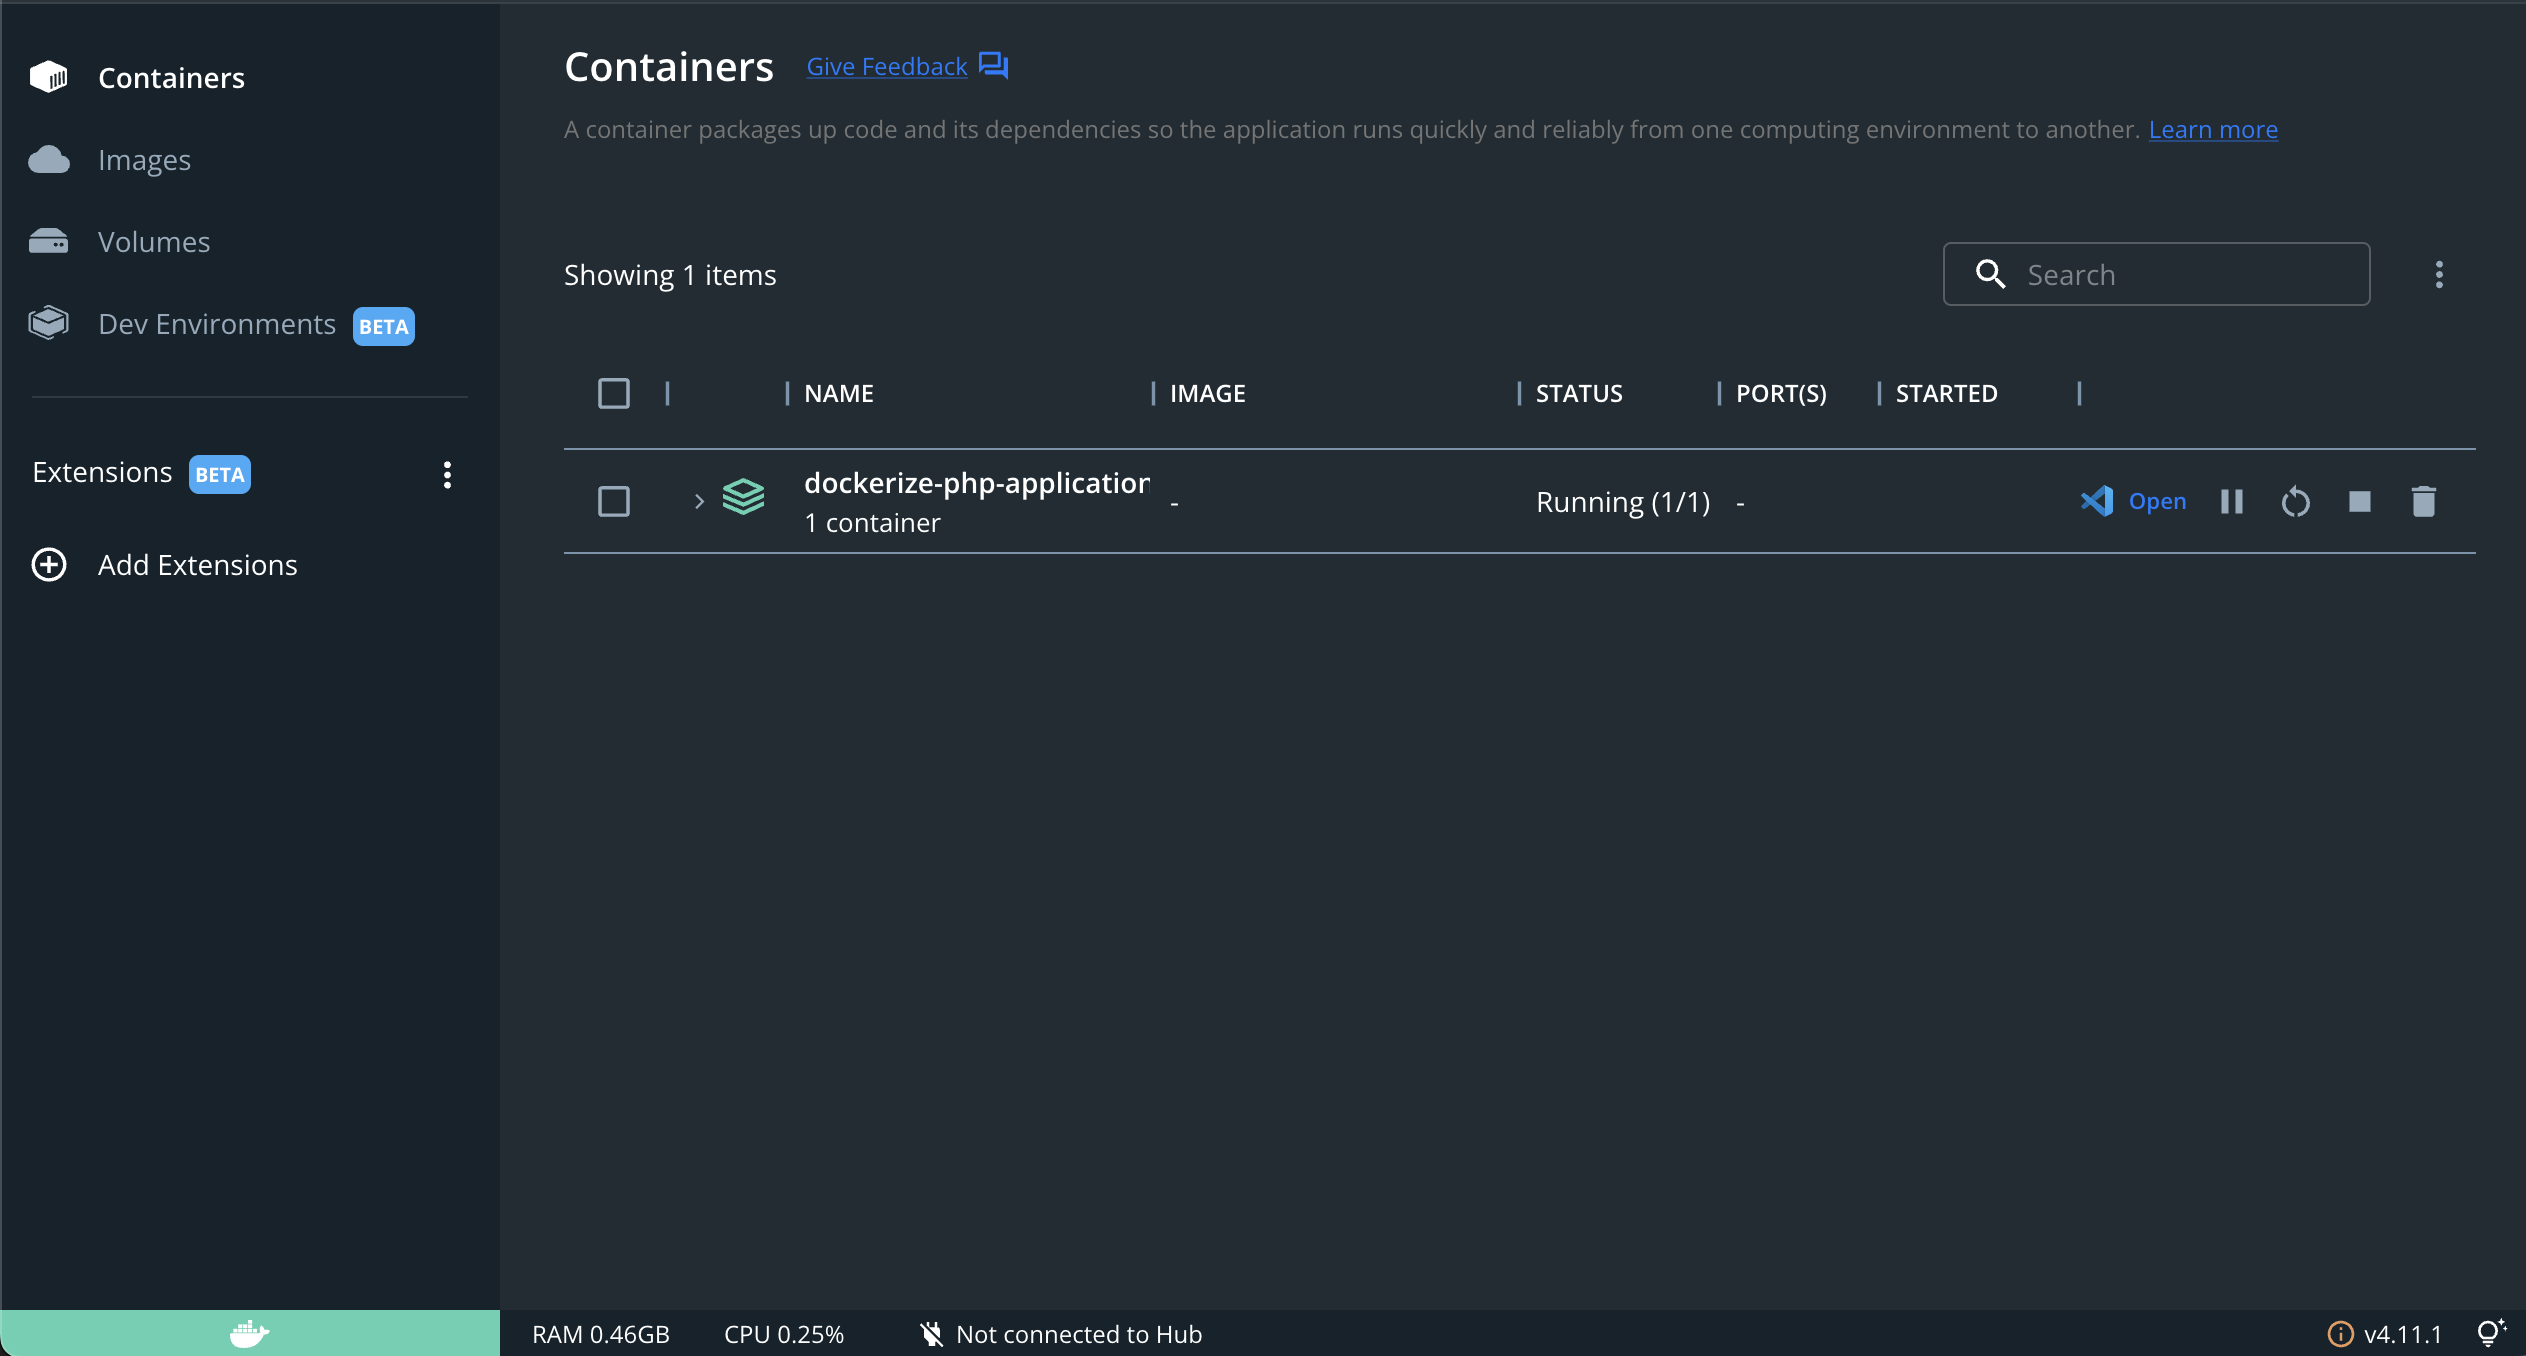 Containers
Images
Volumes
Dev Environments BETA
Extensions BETA
Add Extensions
Containers Give Feedback
A container packages up code and its dependencies so the application runs quickly and reliably from one computing environment to another. Learn more
Showing 1 items
Search
NAME IMAGE STATUS PORT(S) STARTED
dockerize-php-application - Running (1/1) - Open
1 container
RAM 0.46GB CPU 0.25% Not connected to Hub v4.11.1